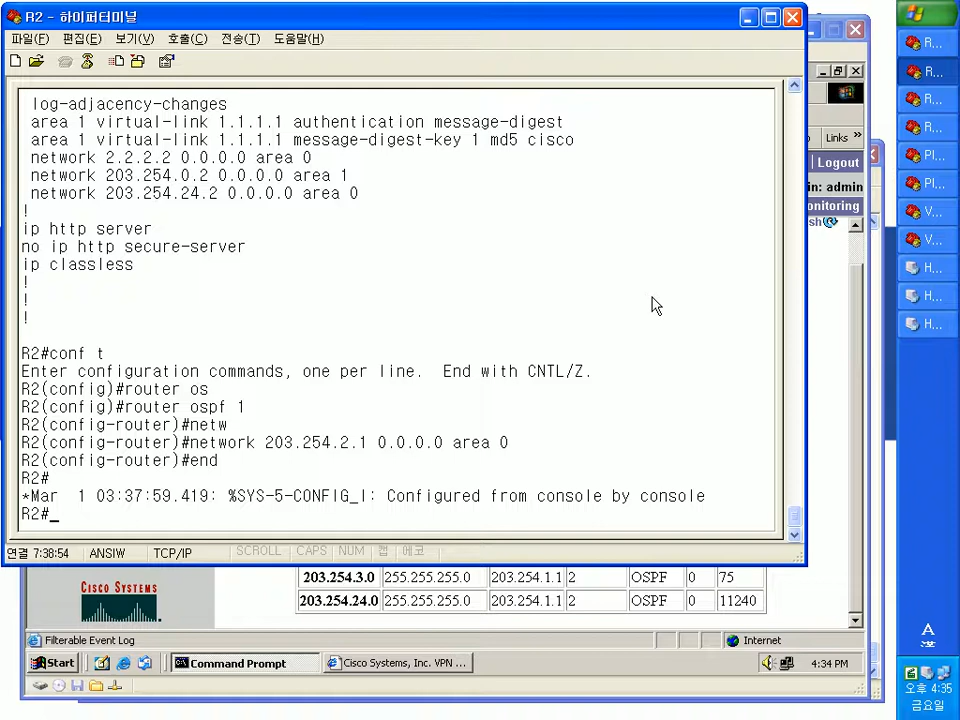 R2 - 하이퍼터미널
파일(F) 편집(E) 보기(V) 호출(C) 전송(T) 도움말(H)
log-adjacency-changes
area 1 virtual-link 1.1.1.1 authentication message-digest
area 1 virtual-link 1.1.1.1 message-digest-key 1 md5 cisco
network 2.2.2.2 0.0.0.0 area 0
network 203.254.0.2 0.0.0.0 area 1
network 203.254.24.2 0.0.0.0 area 0
!
ip http server
no ip http secure-server
ip classless
!
!
!
R2#conf t
Enter configuration commands, one per line.  End with CNTL/Z.
R2(config)#router os
R2(config)#router ospf 1
R2(config-router)#netw
R2(config-router)#network 203.254.2.1 0.0.0.0 area 0
R2(config-router)#end
R2#
*Mar  1 03:37:59.419: %SYS-5-CONFIG_I: Configured from console by console
R2#_
연결 7:38:54 ANSIW TCP/IP SCROLL CAPS NUM 캡 에코
Links »
Logout
in: admin
onitoring
sh
CISCO SYSTEMS
203.254.3.0 255.255.255.0 203.254.1.1 2 OSPF 0 75
203.254.24.0 255.255.255.0 203.254.1.1 2 OSPF 0 11240
Filterable Event Log Internet
Start Command Prompt Cisco Systems, Inc. VPN ... 4:34 PM
R...
R...
R...
R...
Pl...
Pl...
V...
V...
H...
H...
H...
A
漢
오후 4:35
금요일